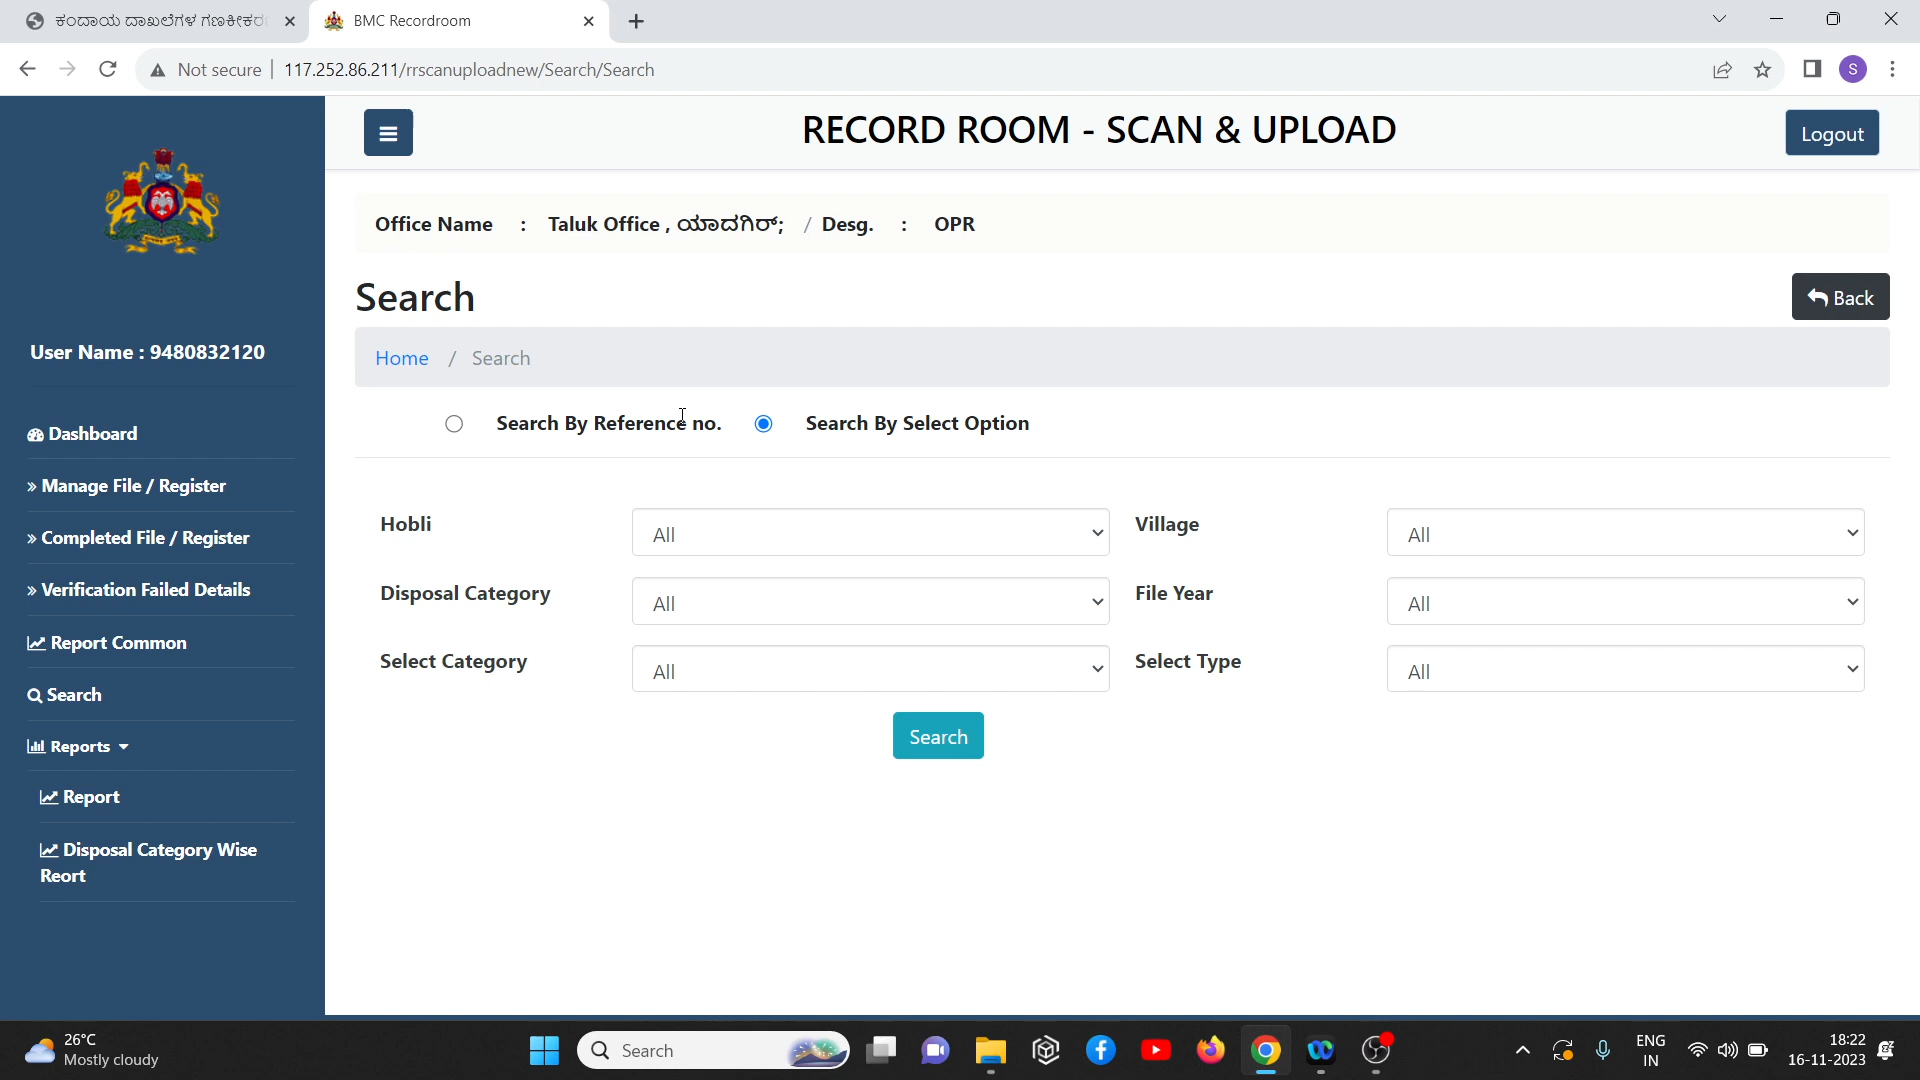 ಕಂದಾಯ ದಾಖಲೆಗಳ ಗಣಕೀಕರಣ
BMC Recordroom
Not secure
117.252.86.211/rrscanuploadnew/Search/Search
S
RECORD ROOM - SCAN & UPLOAD
Logout
Office Name : Taluk Office , ಯಾದಗಿರ್; / Desg. : OPR
Search
Back
Home / Search
User Name : 9480832120
Dashboard
» Manage File / Register
» Completed File / Register
» Verification Failed Details
Report Common
Search
Reports
Report
Disposal Category Wise
Reort
Search By Reference no.
Search By Select Option
Hobli All Village All
Disposal Category All File Year All
Select Category All Select Type All
Search
26°C
Mostly cloudy
Search
ENG
IN
18:22
16-11-2023